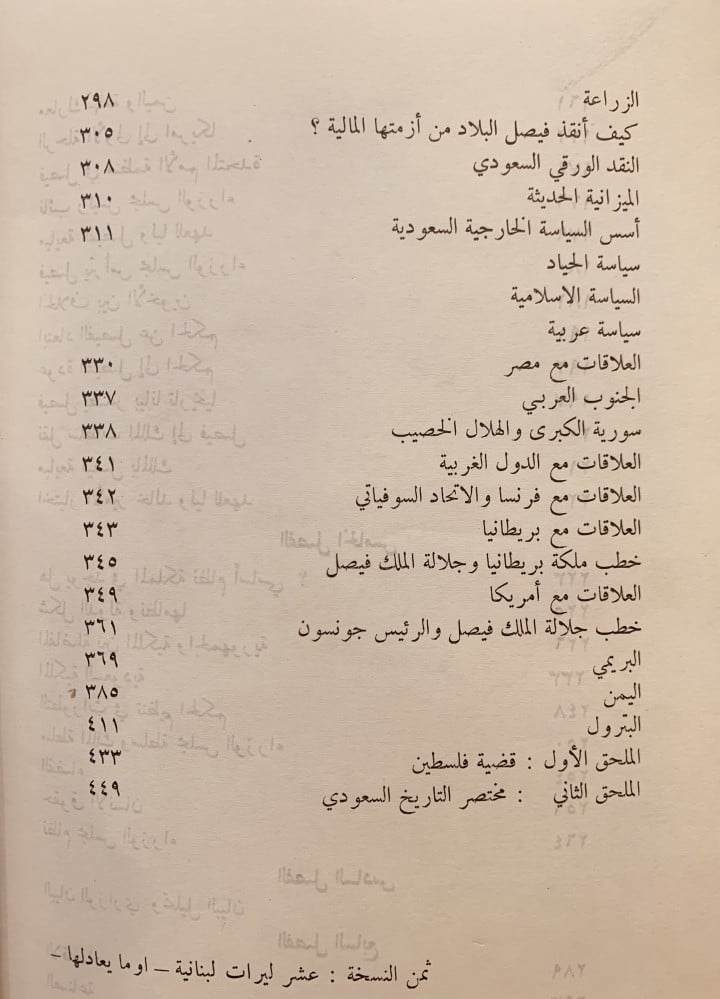 الزراعة ٢٩٨
كيف أنقذ فيصل البلاد من أزمتها المالية ؟ ٣٠٥
النقد الورقي السعودي ٣٠٨
الميزانية الحديثة ٣١٠
أسس السياسة الخارجية السعودية ٣١١
سياسة الحياد
السياسة الاسلامية
سياسة عربية
العلاقات مع مصر ٣٣٠
الجنوب العربي ٣٣٧
سورية الكبرى والهلال الخصيب ٣٣٨
العلاقات مع الدول الغربية ٣٤١
العلاقات مع فرنسا والاتحاد السوفياتي ٣٤٢
العلاقات مع بريطانيا ٣٤٣
خطب ملكة بريطانيا وجلالة الملك فيصل ٣٤٥
العلاقات مع أمريكا ٣٤٩
خطب جلالة الملك فيصل والرئيس جونسون ٣٦١
البريمي ٣٦٩
اليمن ٣٨٥
البترول ٤١١
الملحق الأول : قضية فلسطين ٤٣٣
الملحق الثاني : مختصر التاريخ السعودي ٤٤٩
ثمن النسخة : عشر ليرات لبنانية – او ما يعادلها –